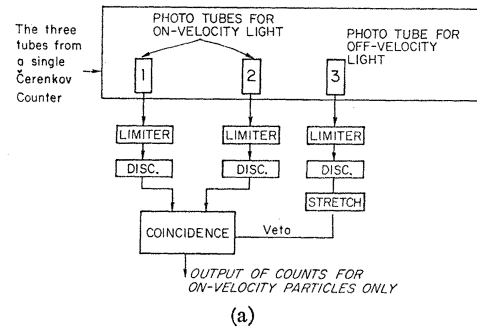 The three
tubes from
a single
Čerenkov
Counter
PHOTO TUBES FOR
ON-VELOCITY LIGHT
PHOTO TUBE FOR
OFF-VELOCITY
LIGHT
1
2
3
LIMITER
LIMITER
LIMITER
DISC.
DISC.
DISC.
STRETCH
COINCIDENCE
Veto
OUTPUT OF COUNTS FOR
ON-VELOCITY PARTICLES ONLY
(a)